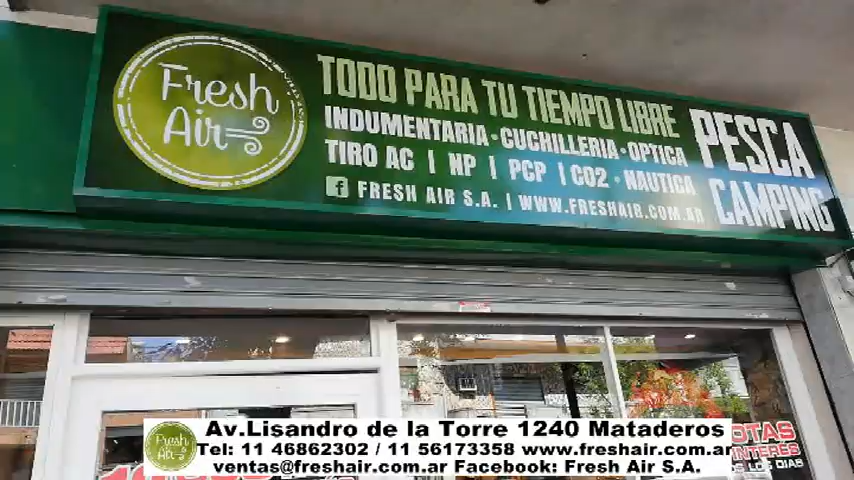 Fresh
Air
TODO PARA TU TIEMPO LIBRE
INDUMENTARIA · CUCHILLERIA · OPTICA
TIRO AC | NP | PCP | CO2 · NAUTICA
f FRESH AIR S.A. | WWW.FRESHAIR.COM.AR
PESCA
CAMPING
Fresh
Air
Av.Lisandro de la Torre 1240 Mataderos
Tel: 11 46862302 / 11 56173358 www.freshair.com.ar
ventas@freshair.com.ar Facebook: Fresh Air S.A.
INTERES
LOS DIAS